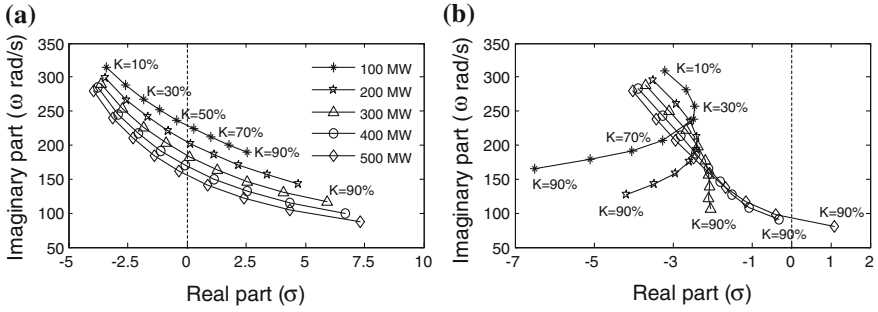 (a)
Imaginary part (ω rad/s)
350
300
250
200
150
100
50
-5
-2.5
0
2.5
5
7.5
10
Real part (σ)
K=10%
K=30%
K=50%
K=70%
K=90%
K=90%
100 MW
200 MW
300 MW
400 MW
500 MW
(b)
Imaginary part (ω rad/s)
350
300
250
200
150
100
50
-7
-6
-5
-4
-3
-2
-1
0
1
2
Real part (σ)
K=10%
K=30%
K=70%
K=90%
K=90%
K=90%
K=90%
K=90%